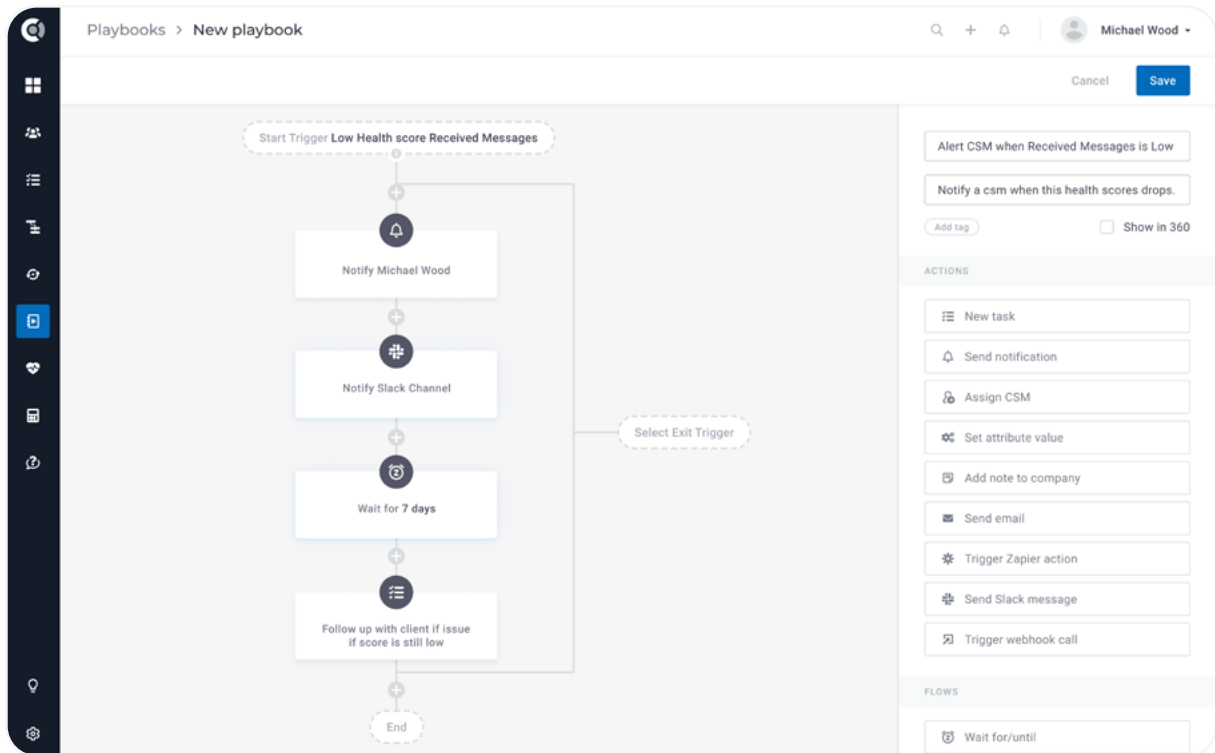 Playbooks > New playbook
Michael Wood
Cancel
Save
Start Trigger Low Health score Received Messages
Notify Michael Wood
Notify Slack Channel
Wait for 7 days
Follow up with client if issue
if score is still low
End
Select Exit Trigger
Alert CSM when Received Messages is Low
Notify a csm when this health scores drops.
Add tag
Show in 360
ACTIONS
New task
Send notification
Assign CSM
Set attribute value
Add note to company
Send email
Trigger Zapier action
Send Slack message
Trigger webhook call
FLOWS
Wait for/until